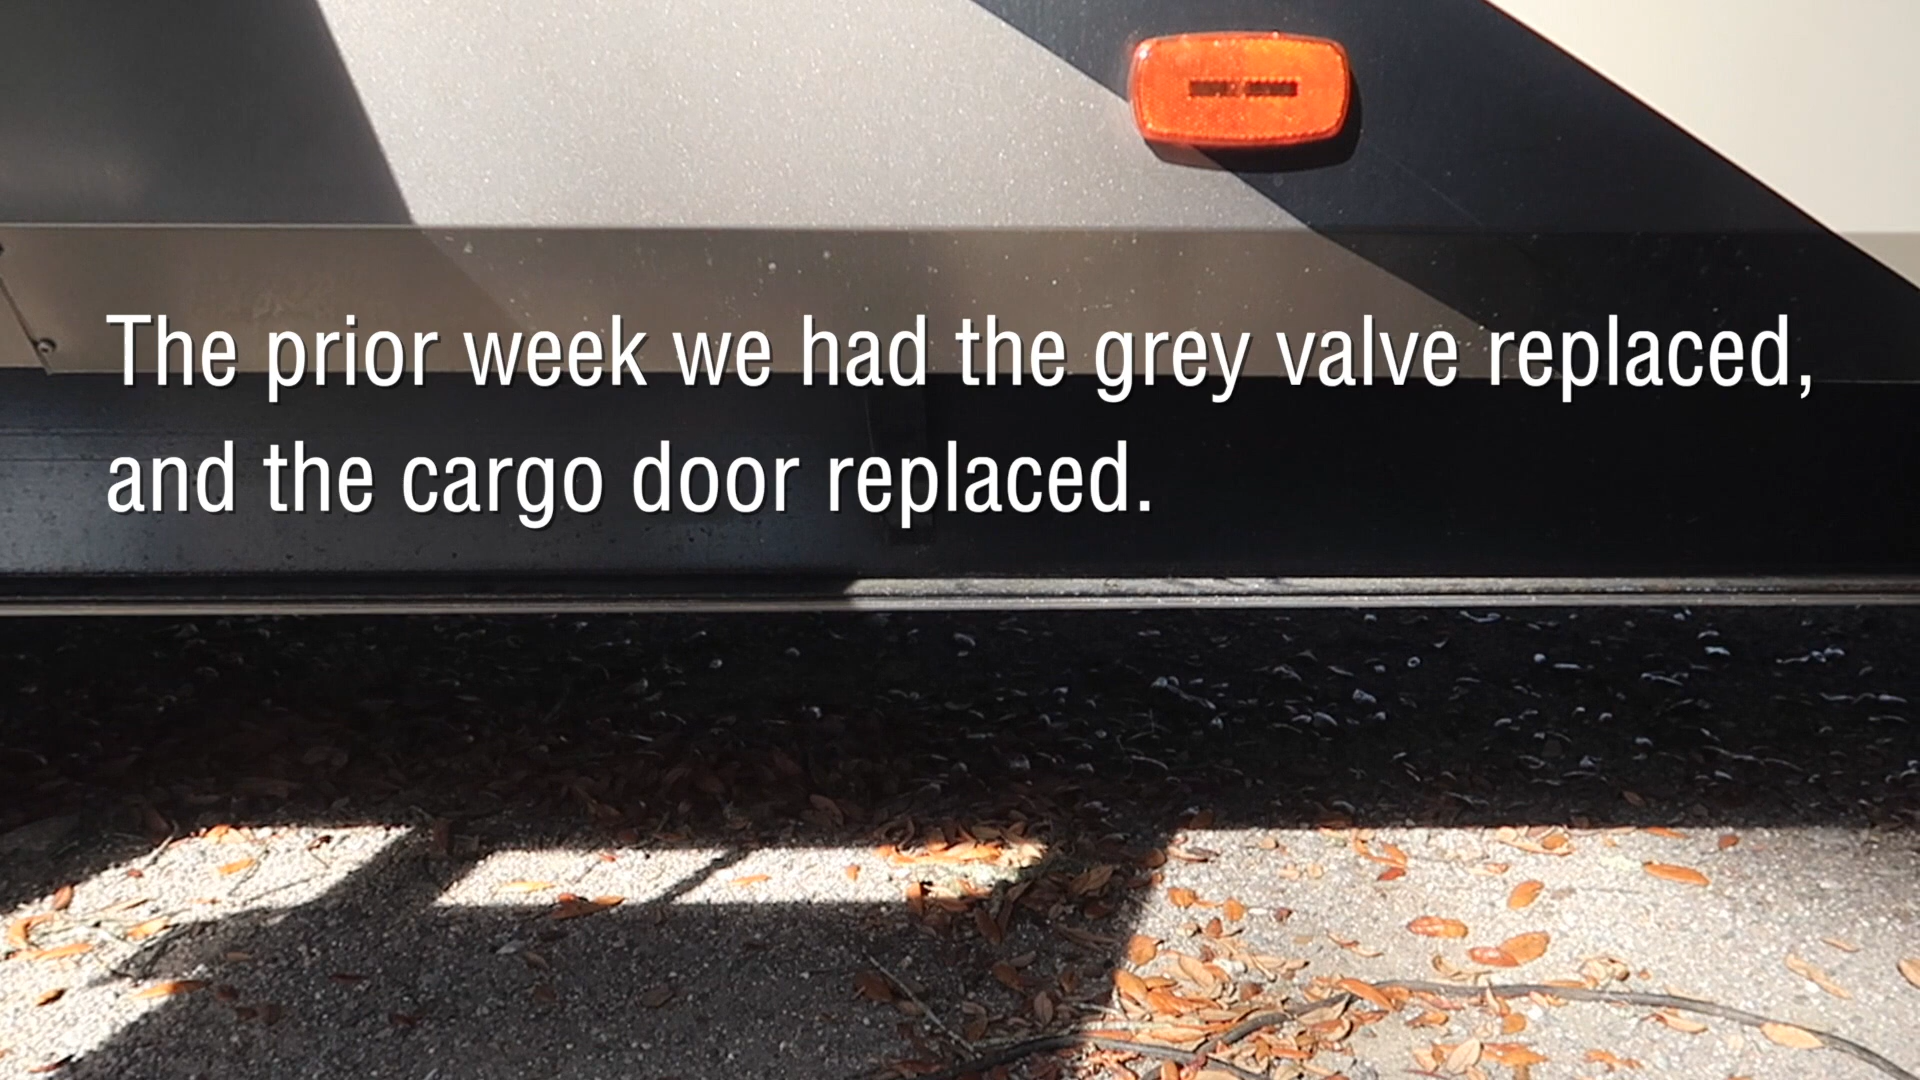 The prior week we had the grey valve replaced,
and the cargo door replaced.